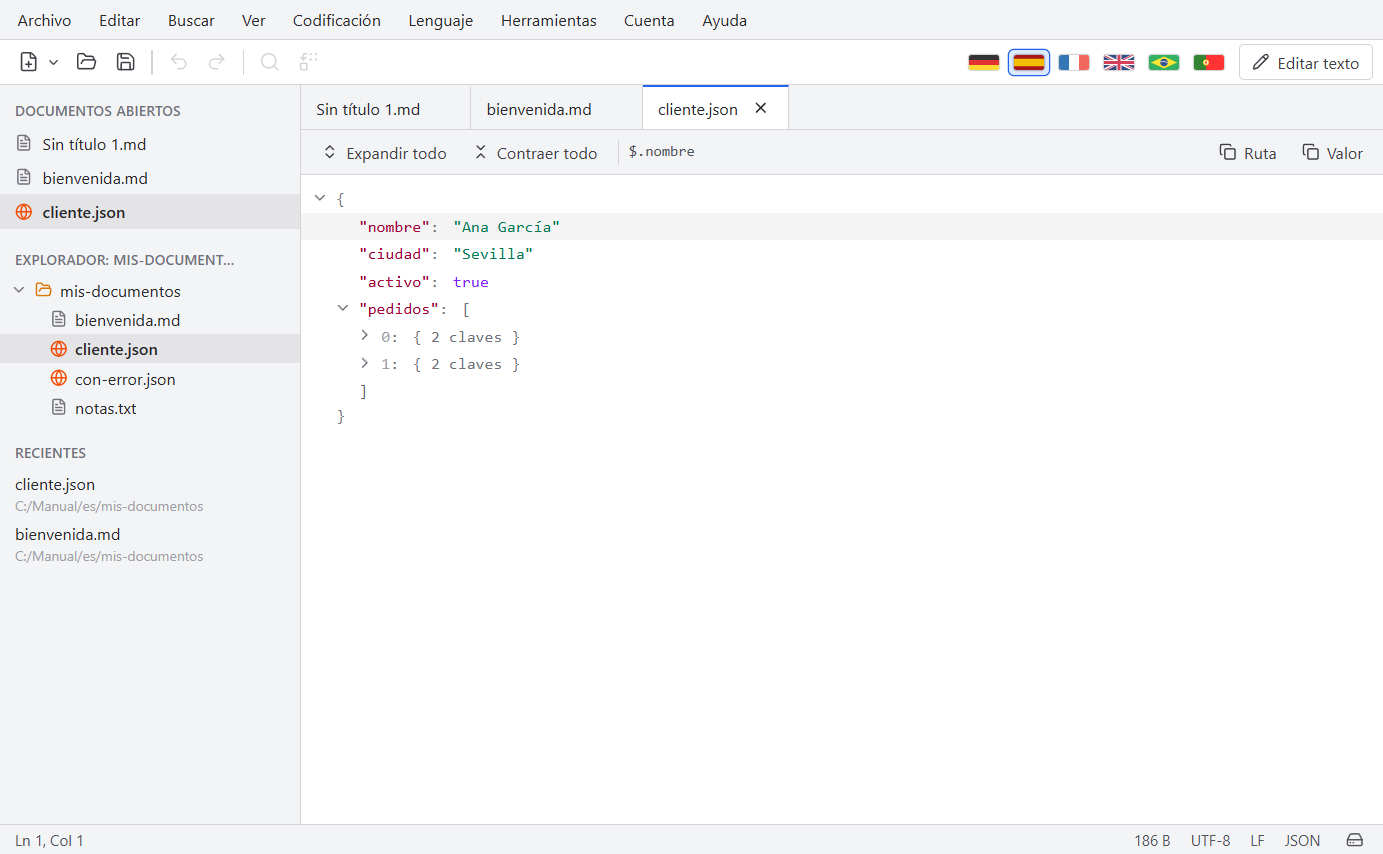 Archivo Editar Buscar Ver Codificación Lenguaje Herramientas Cuenta Ayuda
Editar texto
DOCUMENTOS ABIERTOS
Sin título 1.md
bienvenida.md
cliente.json
EXPLORADOR: MIS-DOCUMENT...
mis-documentos
bienvenida.md
cliente.json
con-error.json
notas.txt
RECIENTES
cliente.json
C:/Manual/es/mis-documentos
bienvenida.md
C:/Manual/es/mis-documentos
Sin título 1.md bienvenida.md cliente.json
Expandir todo Contraer todo $.nombre Ruta Valor
{
"nombre": "Ana García"
"ciudad": "Sevilla"
"activo": true
"pedidos": [
0: { 2 claves }
1: { 2 claves }
]
}
Ln 1, Col 1 186 B UTF-8 LF JSON